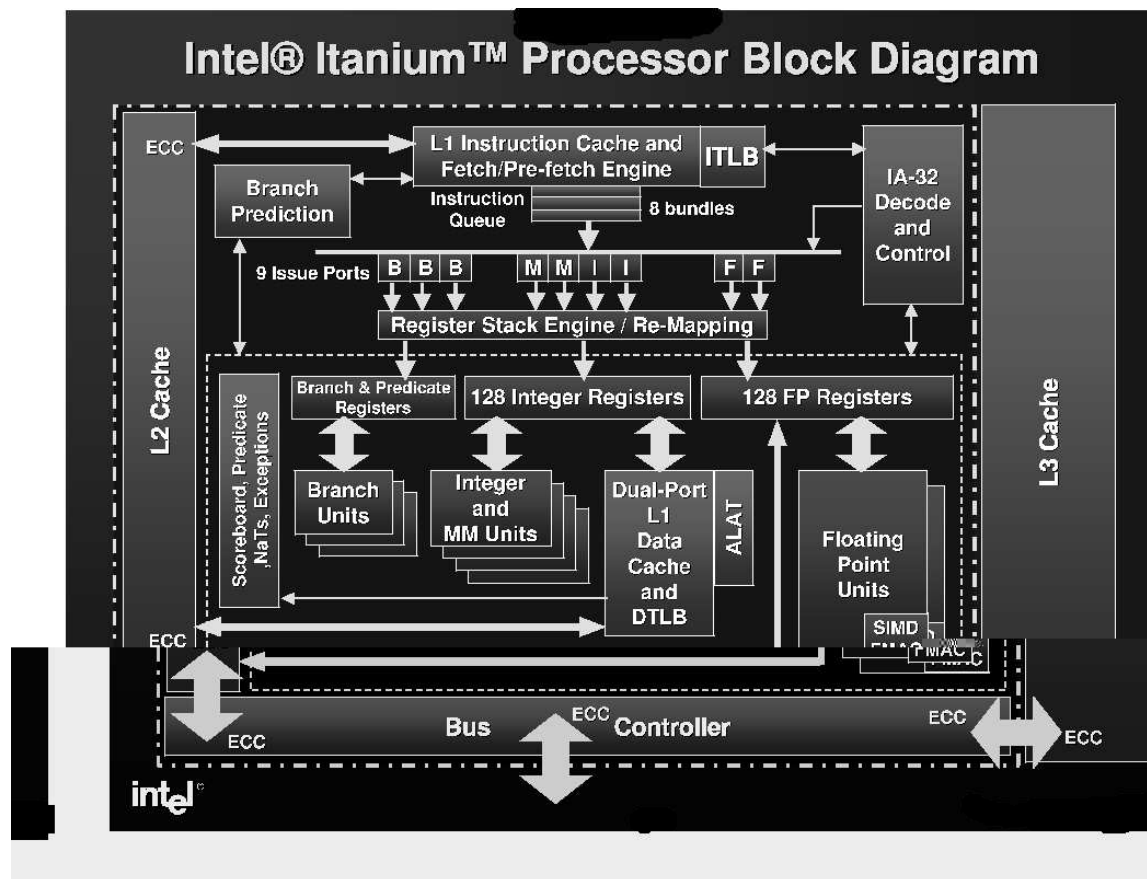 Intel® Itanium™ Processor Block Diagram
ECC
L1 Instruction Cache and
Fetch/Pre-fetch Engine
ITLB
Branch
Prediction
Instruction
Queue
8 bundles
IA-32
Decode
and
Control
9 Issue Ports
B B B M M I I F F
Register Stack Engine / Re-Mapping
L2 Cache
L3 Cache
Scoreboard, Predicate
,NaTs, Exceptions
Branch & Predicate
Registers
128 Integer Registers
128 FP Registers
Branch
Units
Integer
and
MM Units
Dual-Port
L1
Data
Cache
and
DTLB
ALAT
Floating
Point
Units
SIMD
FMAC
ECC
Bus Controller
ECC
ECC
ECC
ECC
intel©